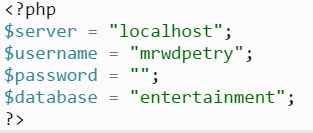 <?php
$server = "localhost";
$username = "mrwdpetry";
$password = "";
$database = "entertainment";
?>